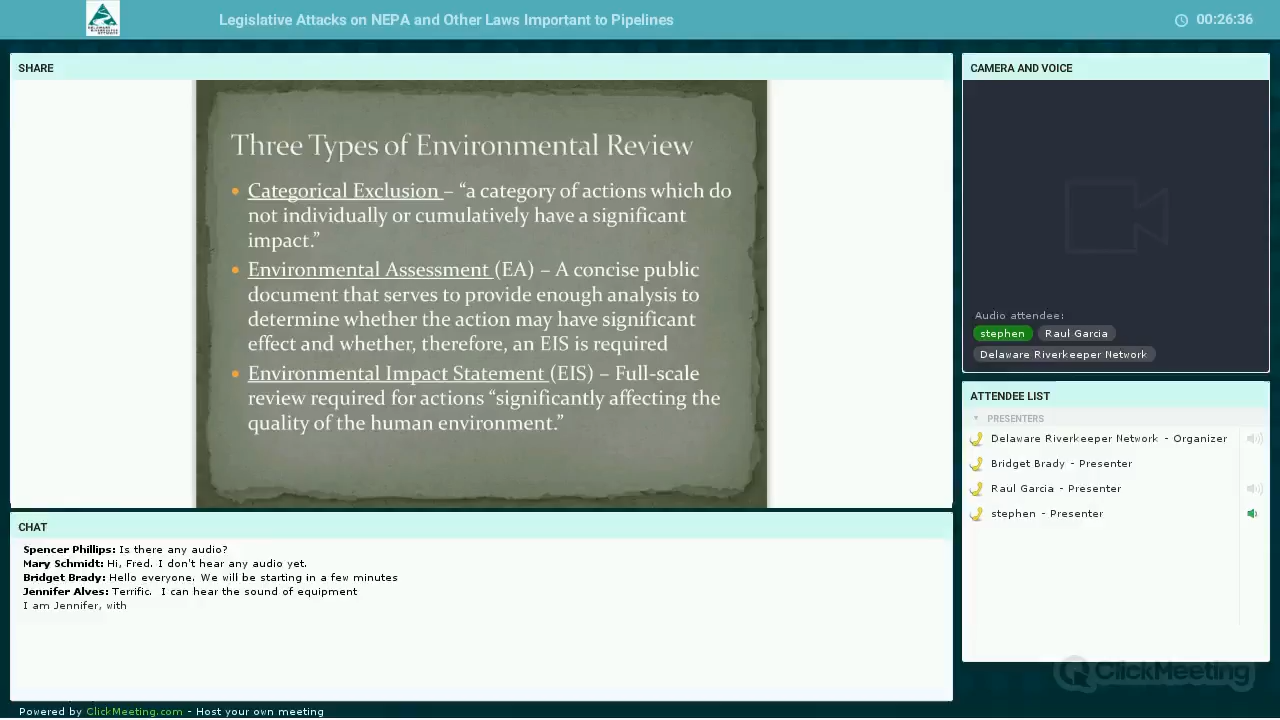 Legislative Attacks on NEPA and Other Laws Important to Pipelines
00:26:36
SHARE
Three Types of Environmental Review
Categorical Exclusion – “a category of actions which do
not individually or cumulatively have a significant
impact.”
Environmental Assessment (EA) – A concise public
document that serves to provide enough analysis to
determine whether the action may have significant
effect and whether, therefore, an EIS is required
Environmental Impact Statement (EIS) – Full-scale
review required for actions “significantly affecting the
quality of the human environment.”
CHAT
Spencer Phillips: Is there any audio?
Mary Schmidt: Hi, Fred. I don't hear any audio yet.
Bridget Brady: Hello everyone. We will be starting in a few minutes
Jennifer Alves: Terrific. I can hear the sound of equipment
I am Jennifer, with
CAMERA AND VOICE
Audio attendee:
stephen Raul Garcia
Delaware Riverkeeper Network
ATTENDEE LIST
PRESENTERS
Delaware Riverkeeper Network - Organizer
Bridget Brady - Presenter
Raul Garcia - Presenter
stephen - Presenter
ClickMeeting
Powered by ClickMeeting.com - Host your own meeting